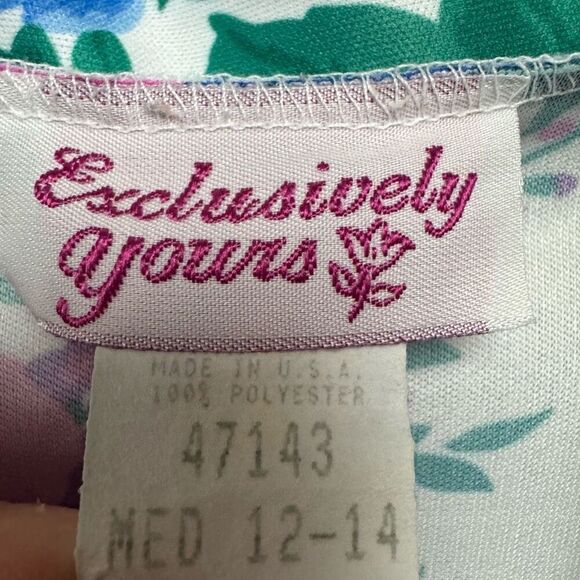 Exclusively
yours
MADE IN U.S.A.
100% POLYESTER
47143
MED 12-14